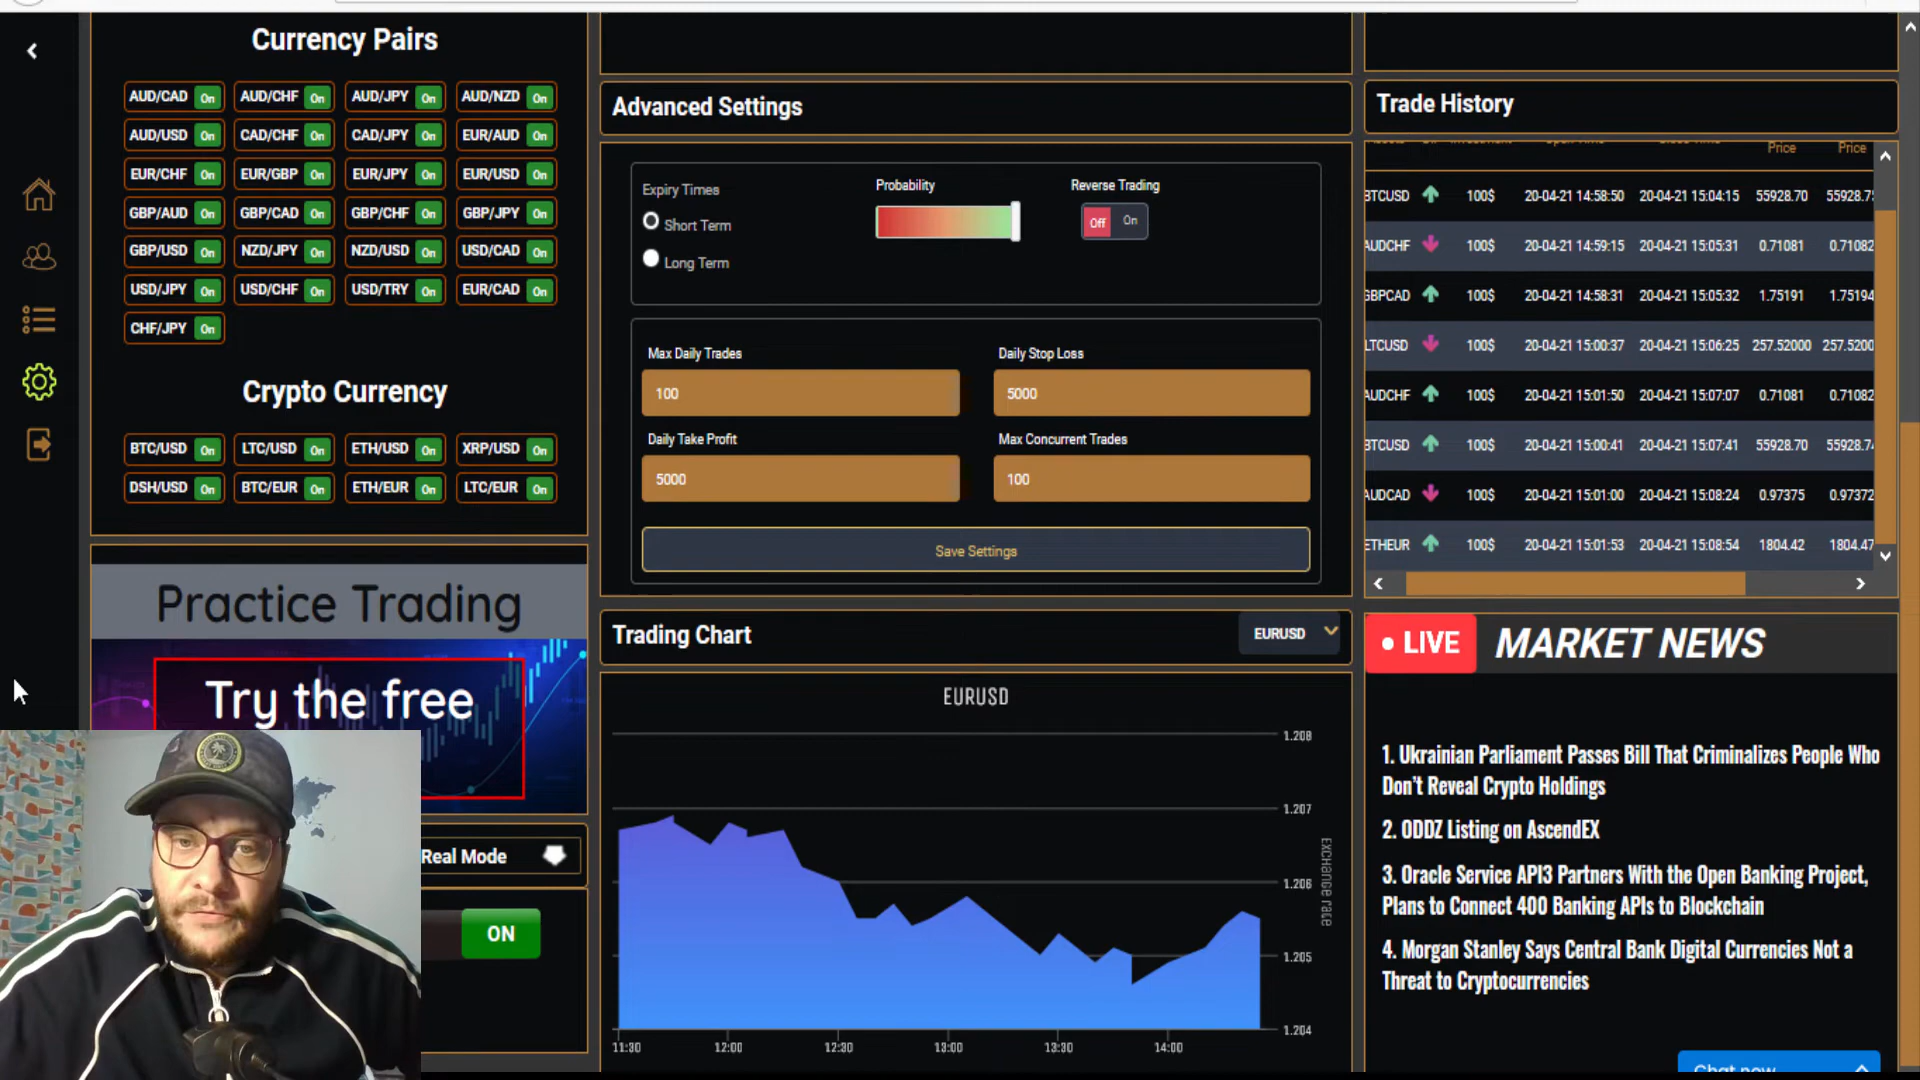 Currency Pairs
AUD/CAD On AUD/CHF On AUD/JPY On AUD/NZD On
AUD/USD On CAD/CHF On CAD/JPY On EUR/AUD On
EUR/CHF On EUR/GBP On EUR/JPY On EUR/USD On
GBP/AUD On GBP/CAD On GBP/CHF On GBP/JPY On
GBP/USD On NZD/JPY On NZD/USD On USD/CAD On
USD/JPY On USD/CHF On USD/TRY On EUR/CAD On
CHF/JPY On
Crypto Currency
BTC/USD On LTC/USD On ETH/USD On XRP/USD On
DSH/USD On BTC/EUR On ETH/EUR On LTC/EUR On
Practice Trading
Try the free
Real Mode
ON
Advanced Settings
Expiry Times
Short Term
Long Term
Probability
Reverse Trading
Off On
Max Daily Trades
100
Daily Stop Loss
5000
Daily Take Profit
5000
Max Concurrent Trades
100
Save Settings
Trading Chart
EURUSD
EURUSD
1.208
1.207
1.206
1.205
1.204
Exchange rate
11:30 12:00 12:30 13:00 13:30 14:00
Trade History
Price Price
BTCUSD 100$ 20-04-21 14:58:50 20-04-21 15:04:15 55928.70 55928.7
AUDCHF 100$ 20-04-21 14:59:15 20-04-21 15:05:31 0.71081 0.71082
GBPCAD 100$ 20-04-21 14:58:31 20-04-21 15:05:32 1.75191 1.75194
LTCUSD 100$ 20-04-21 15:00:37 20-04-21 15:06:25 257.52000 257.5200
AUDCHF 100$ 20-04-21 15:01:50 20-04-21 15:07:07 0.71081 0.71082
BTCUSD 100$ 20-04-21 15:00:41 20-04-21 15:07:41 55928.70 55928.7
AUDCAD 100$ 20-04-21 15:01:00 20-04-21 15:08:24 0.97375 0.97372
ETHEUR 100$ 20-04-21 15:01:53 20-04-21 15:08:54 1804.42 1804.47
LIVE MARKET NEWS
1. Ukrainian Parliament Passes Bill That Criminalizes People Who
Don't Reveal Crypto Holdings
2. ODDZ Listing on AscendEX
3. Oracle Service API3 Partners With the Open Banking Project,
Plans to Connect 400 Banking APIs to Blockchain
4. Morgan Stanley Says Central Bank Digital Currencies Not a
Threat to Cryptocurrencies
Chat now